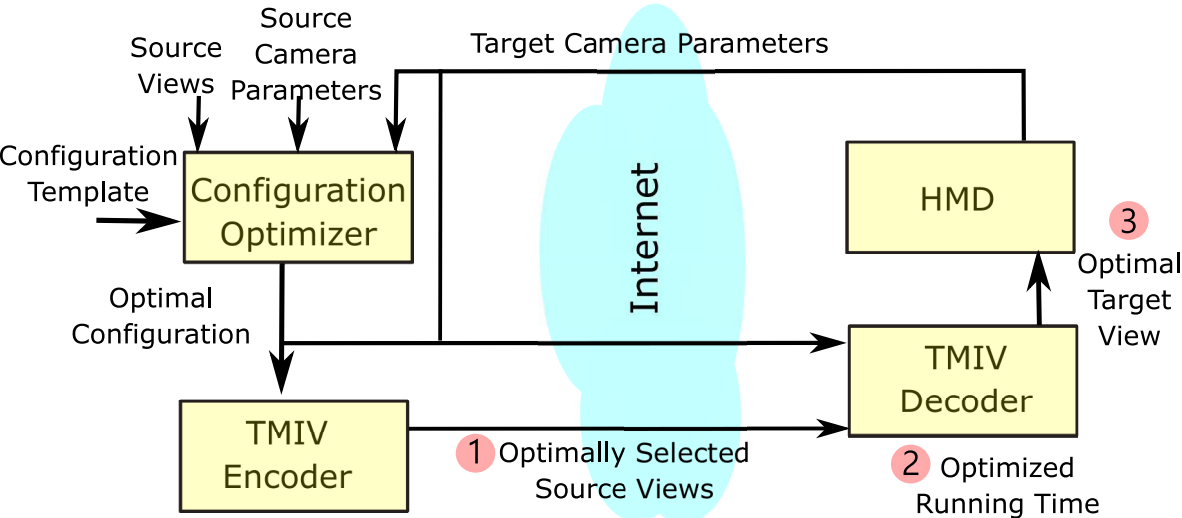 Source
Views
Source
Camera
Parameters
Target Camera Parameters
Configuration
Template
Configuration
Optimizer
Internet
HMD
3
Optimal
Target
View
Optimal
Configuration
TMIV
Decoder
TMIV
Encoder
1 Optimally Selected
Source Views
2 Optimized
Running Time